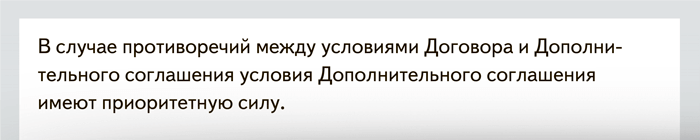 В случае противоречий между условиями Договора и Дополни-
тельного соглашения условия Дополнительного соглашения
имеют приоритетную силу.